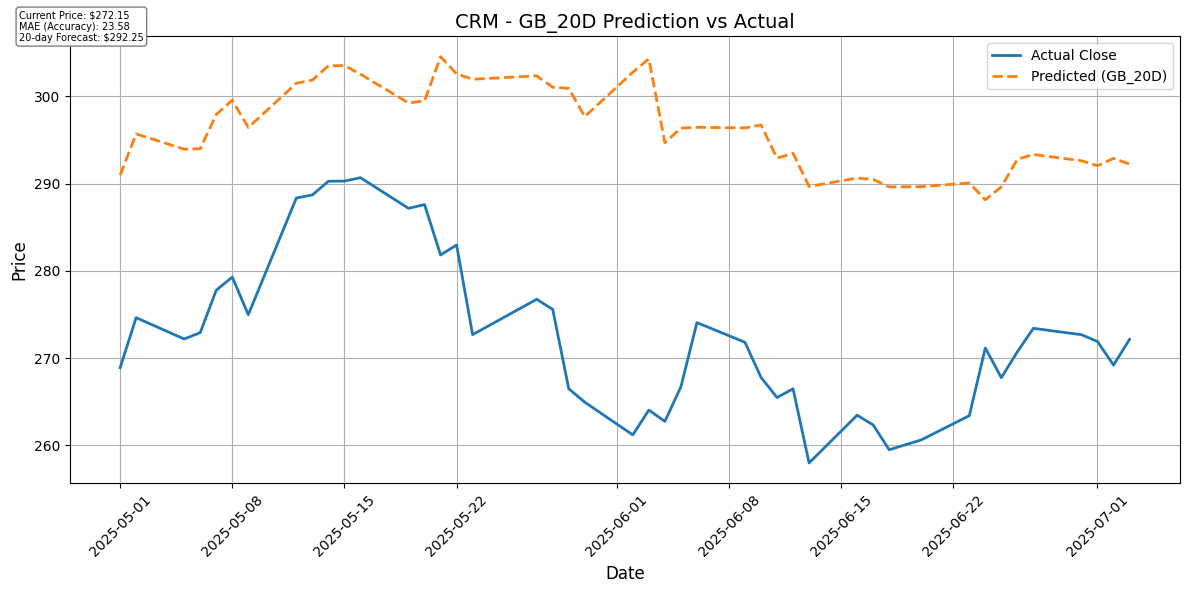 CRM - GB_20D Prediction vs Actual
Current Price: $272.15
MAE (Accuracy): 23.58
20-day Forecast: $292.25
Actual Close
Predicted (GB_20D)
Price
300
290
280
270
260
2025-05-01
2025-05-08
2025-05-15
2025-05-22
2025-06-01
2025-06-08
2025-06-15
2025-06-22
2025-07-01
Date